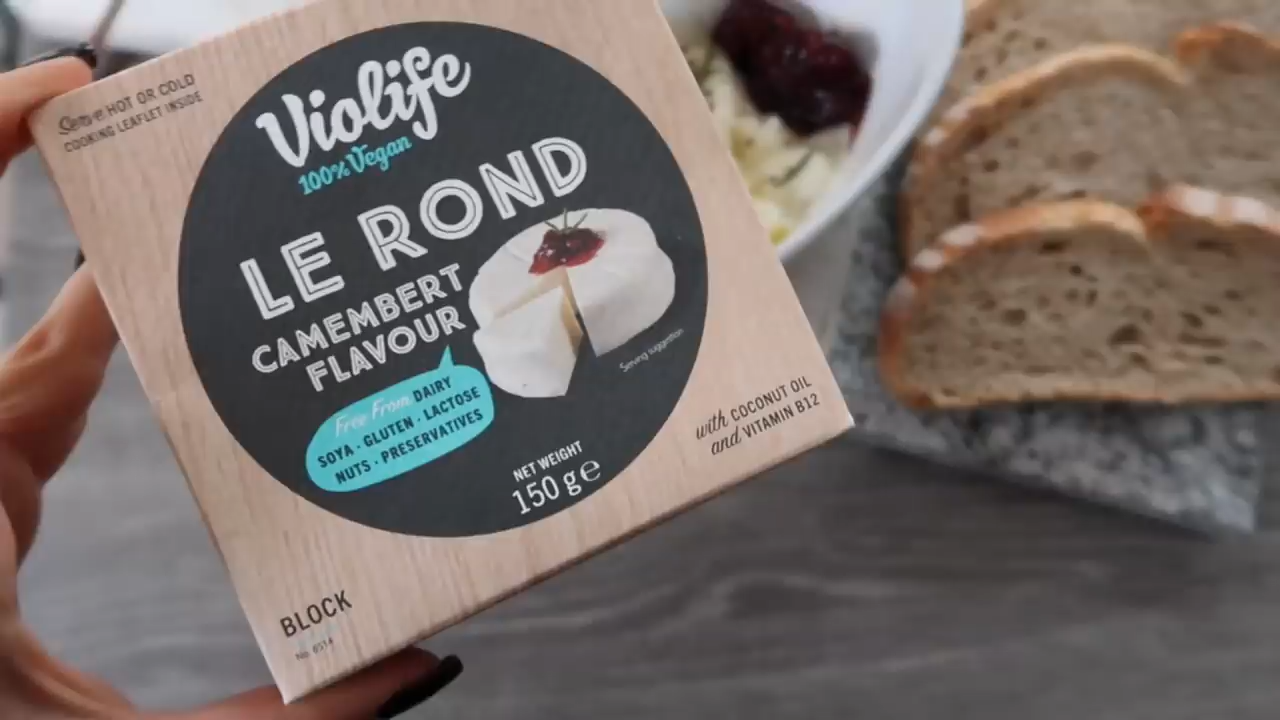 Serve HOT OR COLD
COOKING LEAFLET INSIDE
Violife
100% Vegan
LE ROND
CAMEMBERT
FLAVOUR
Serving suggestion
Free From DAIRY
SOYA · GLUTEN · LACTOSE
NUTS · PRESERVATIVES
NET WEIGHT
150 g e
with COCONUT OIL
and VITAMIN B12
BLOCK